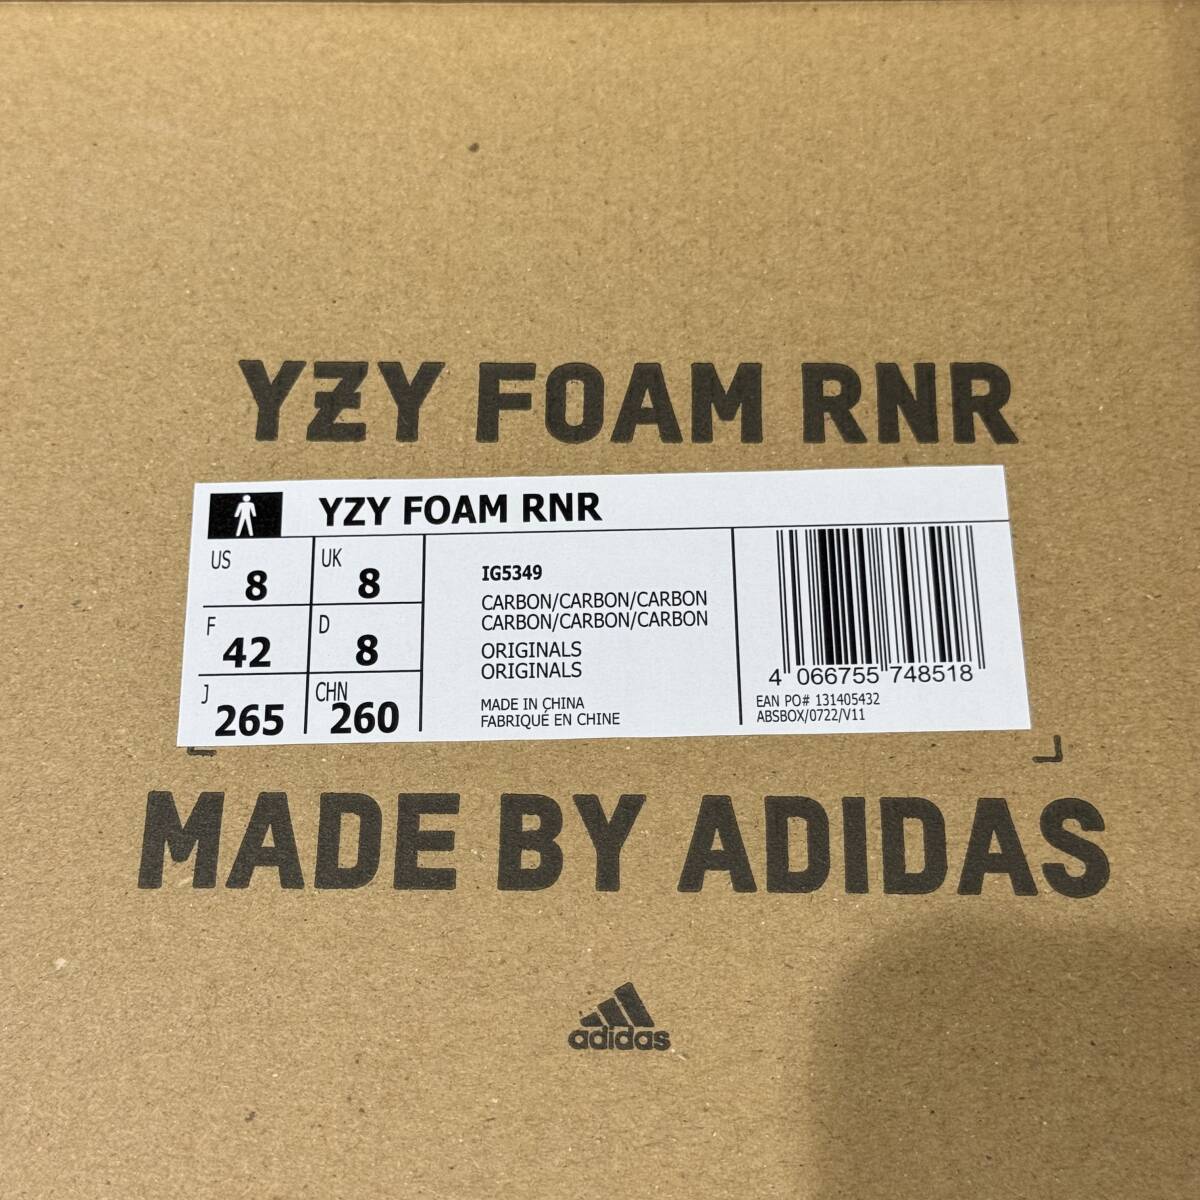 YZY FOAM RNR
YZY FOAM RNR
US 8 UK 8
F 42 D 8
J 265 CHN 260
IG5349
CARBON/CARBON/CARBON
CARBON/CARBON/CARBON
ORIGINALS
ORIGINALS
MADE IN CHINA
FABRIQUÉ EN CHINE
4 066755 748518
EAN PO# 131405432
ABSBOX/0722/V11
MADE BY ADIDAS
adidas